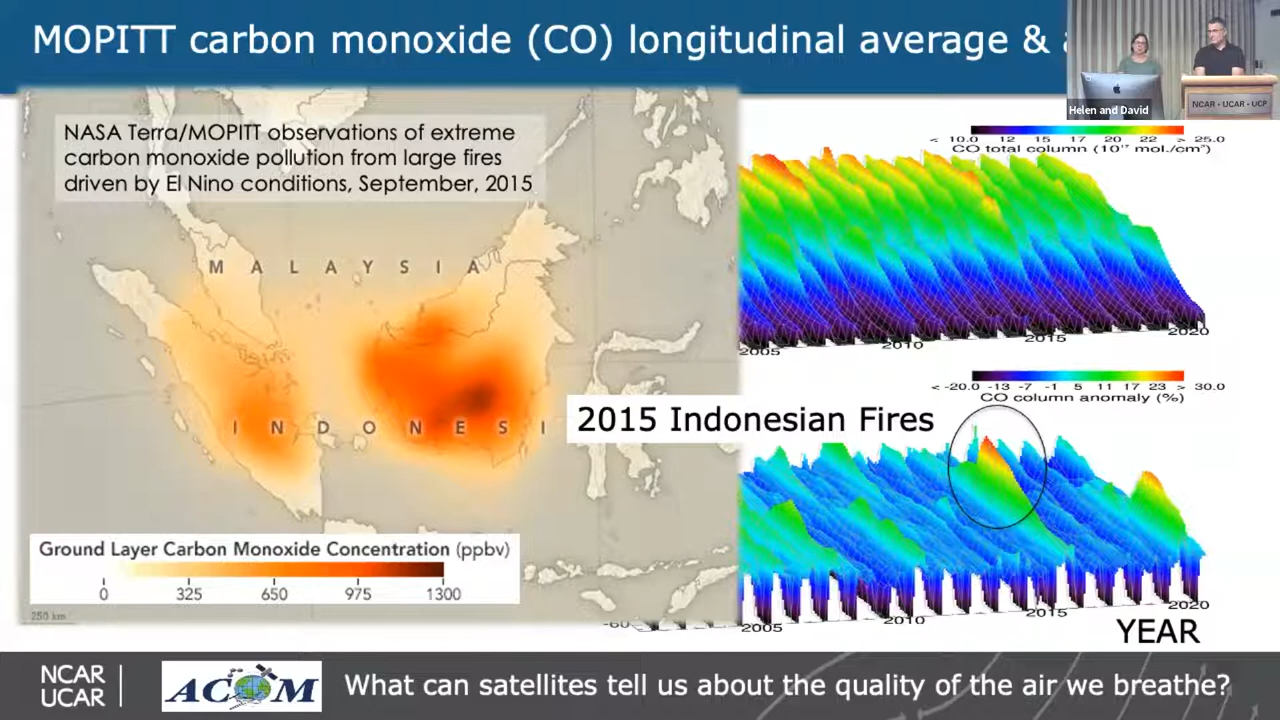 MOPITT carbon monoxide (CO) longitudinal average &
Helen and David
NCAR • UCAR • UCP
NASA Terra/MOPITT observations of extreme
carbon monoxide pollution from large fires
driven by El Nino conditions, September, 2015
< 10.0 12 15 17 20 22 > 25.0
CO total column (10¹⁷ mol./cm²)
2005 2010 2015 2020
MALAYSIA
INDONESI
< -20.0 -13 -7 -1 5 11 17 23 > 30.0
CO column anomaly (%)
2015 Indonesian Fires
Ground Layer Carbon Monoxide Concentration (ppbv)
0 325 650 975 1300
250 km
-60
2005 2010 2015 2020
YEAR
NCAR
UCAR
ACOM
What can satellites tell us about the quality of the air we breathe?